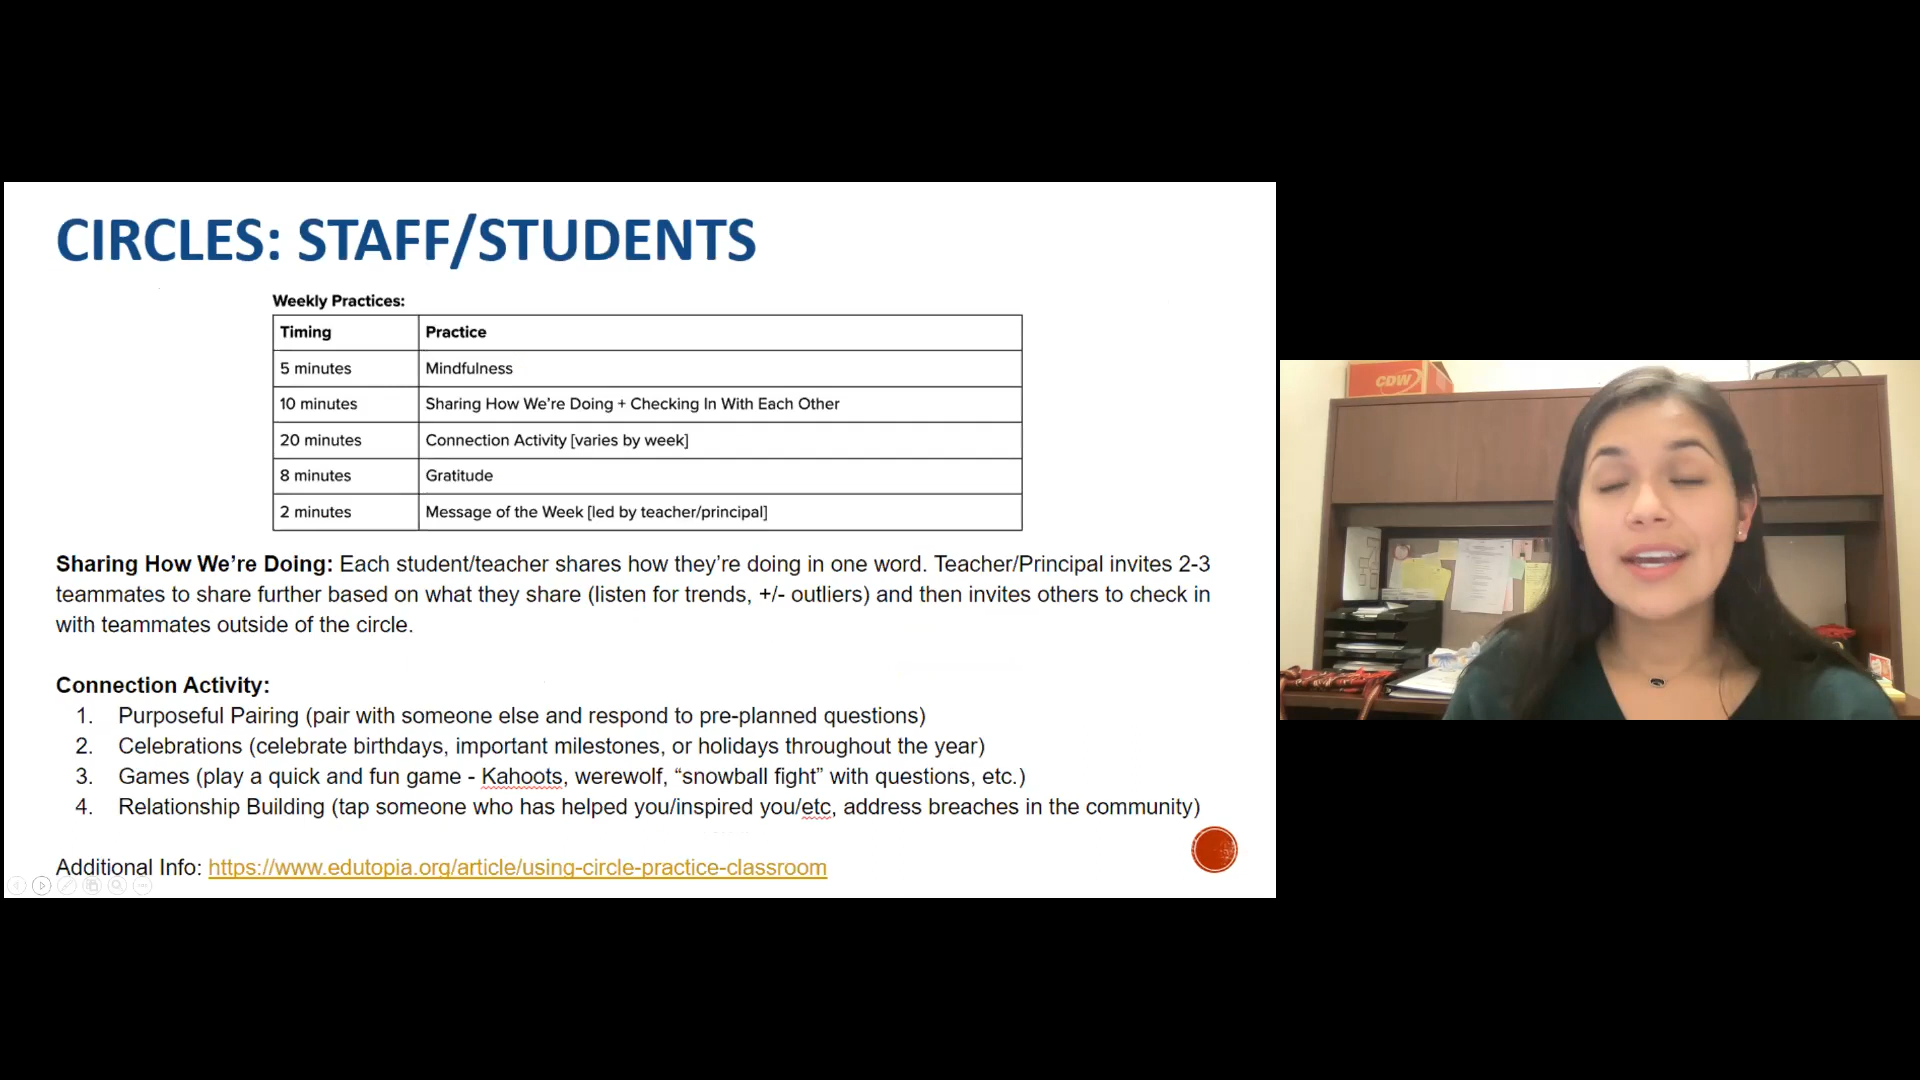 CIRCLES: STAFF/STUDENTS
Weekly Practices:
Timing Practice
5 minutes Mindfulness
10 minutes Sharing How We're Doing + Checking In With Each Other
20 minutes Connection Activity [varies by week]
8 minutes Gratitude
2 minutes Message of the Week [led by teacher/principal]
Sharing How We're Doing: Each student/teacher shares how they're doing in one word. Teacher/Principal invites 2-3
teammates to share further based on what they share (listen for trends, +/- outliers) and then invites others to check in
with teammates outside of the circle.
Connection Activity:
1. Purposeful Pairing (pair with someone else and respond to pre-planned questions)
2. Celebrations (celebrate birthdays, important milestones, or holidays throughout the year)
3. Games (play a quick and fun game - Kahoots, werewolf, “snowball fight” with questions, etc.)
4. Relationship Building (tap someone who has helped you/inspired you/etc, address breaches in the community)
Additional Info: https://www.edutopia.org/article/using-circle-practice-classroom
CDW